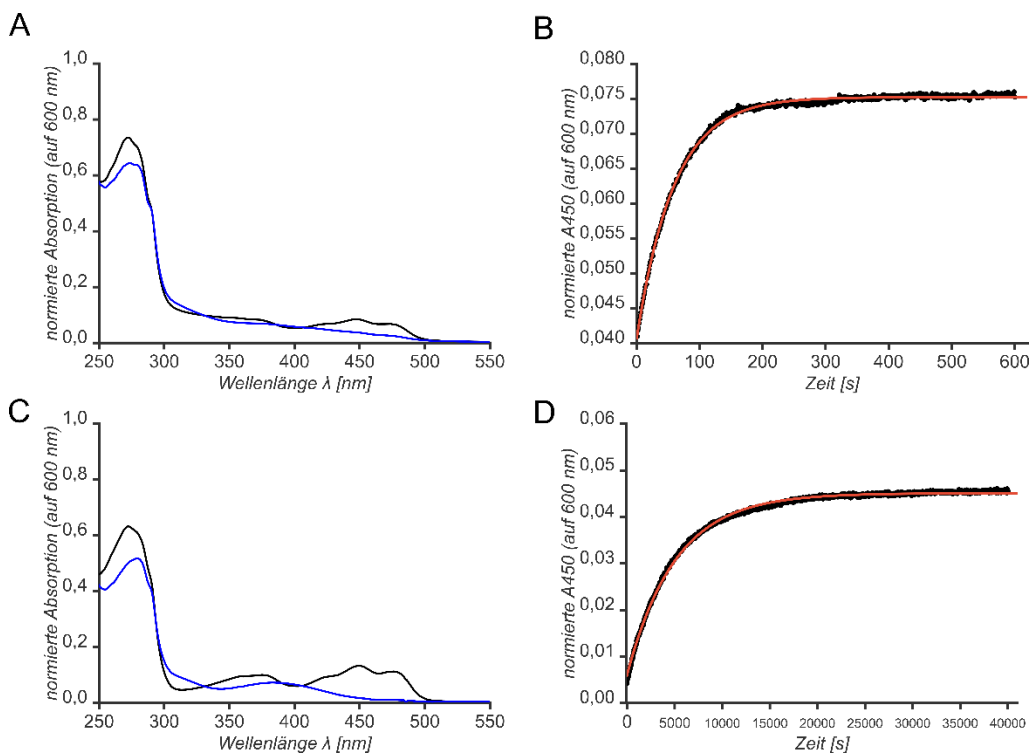 A
normierte Absorption (auf 600 nm)
1,0
0,8
0,6
0,4
0,2
0,0
250 300 350 400 450 500 550
Wellenlänge λ [nm]
B
normierte A450 (auf 600 nm)
0,080
0,075
0,070
0,065
0,060
0,055
0,050
0,045
0,040
0 100 200 300 400 500 600
Zeit [s]
C
normierte Absorption (auf 600 nm)
1,0
0,8
0,6
0,4
0,2
0,0
250 300 350 400 450 500 550
Wellenlänge λ [nm]
D
normierte A450 (auf 600 nm)
0,06
0,05
0,04
0,03
0,02
0,01
0,00
0 5000 10000 15000 20000 25000 30000 35000 40000
Zeit [s]